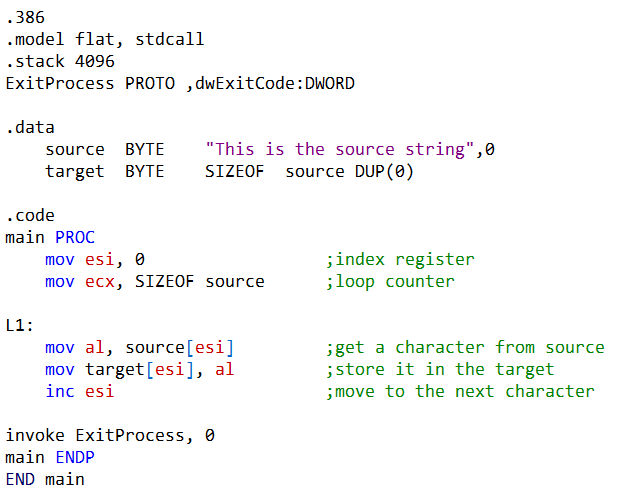 .386
.model flat, stdcall
.stack 4096
ExitProcess PROTO ,dwExitCode:DWORD
.data
source BYTE "This is the source string",0
target BYTE SIZEOF source DUP(0)
.code
main PROC
mov esi, 0 ;index register
mov ecx, SIZEOF source ;loop counter
L1:
mov al, source[esi] ;get a character from source
mov target[esi], al ;store it in the target
inc esi ;move to the next character
invoke ExitProcess, 0
main ENDP
END main